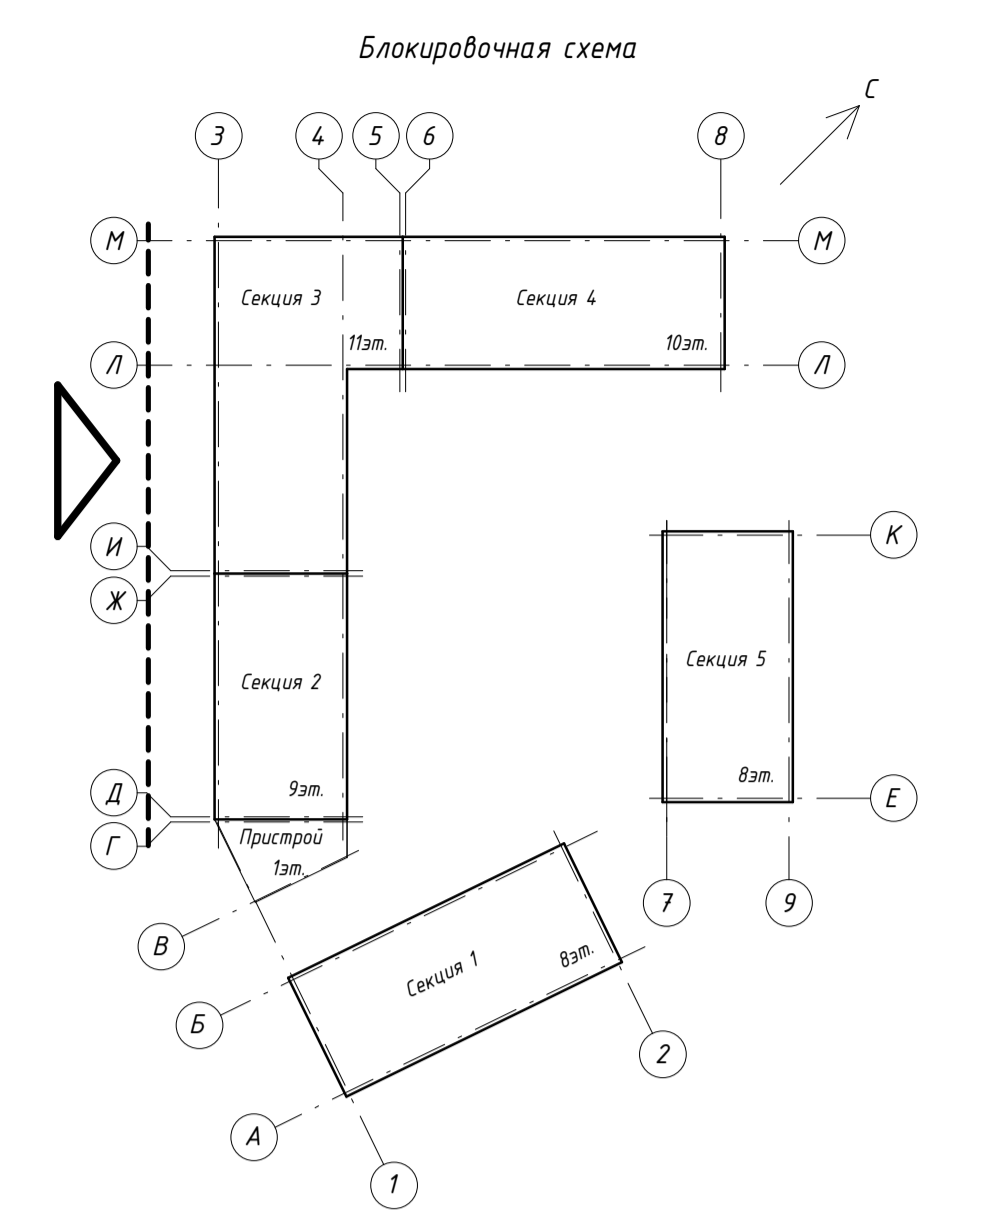 Блокировочная схема
С
3 4 5 6 8
М М
Секция 3 Секция 4
11эт. 10эт.
Л Л
И К
Ж
Секция 5
Секция 2
8эт.
9эт.
Д Е
Г
Пристрой
1эт.
7 9
В
8эт.
Секция 1
Б
2
А
1